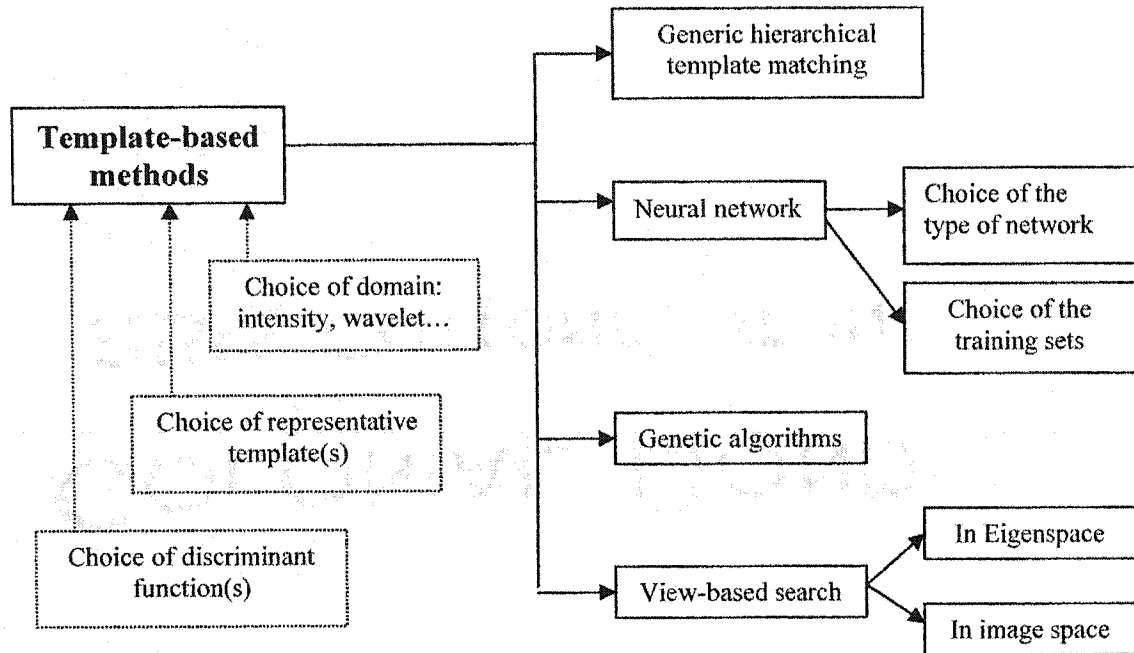 Generic hierarchical
template matching
Template-based
methods
Neural network
Choice of the
type of network
Choice of domain:
intensity, wavelet…
Choice of the
training sets
Choice of representative
template(s)
Genetic algorithms
Choice of discriminant
function(s)
In Eigenspace
View-based search
In image space